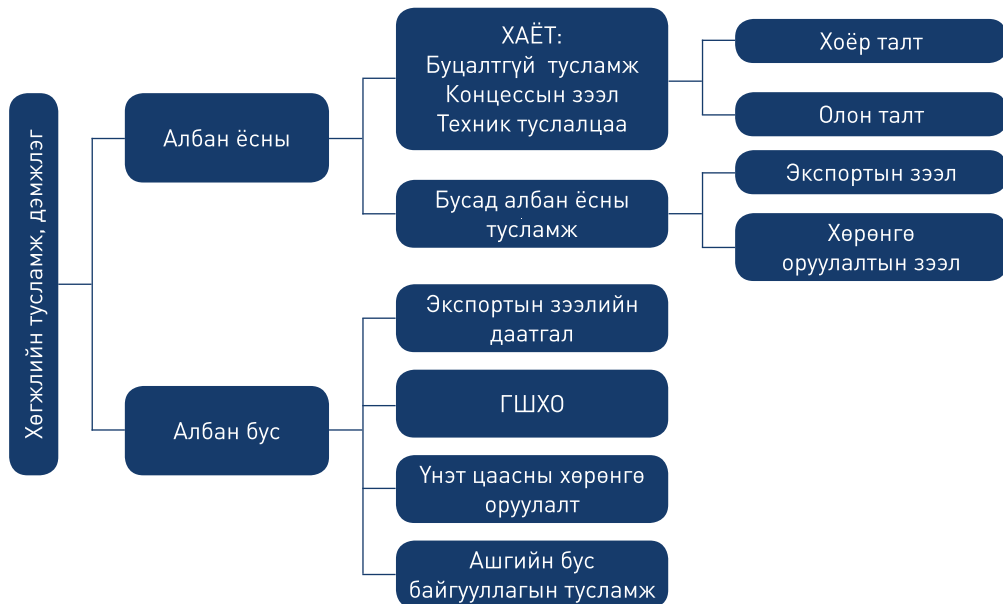 Хөгжлийн тусламж, дэмжлэг
Албан ёсны
ХАЁТ:
Буцалтгүй тусламж
Концессын зээл
Техник туслалцаа
Хоёр талт
Олон талт
Бусад албан ёсны
тусламж
Экспортын зээл
Хөрөнгө
оруулалтын зээл
Албан бус
Экспортын зээлийн
даатгал
ГШХО
Үнэт цаасны хөрөнгө
оруулалт
Ашгийн бус
байгууллагын тусламж